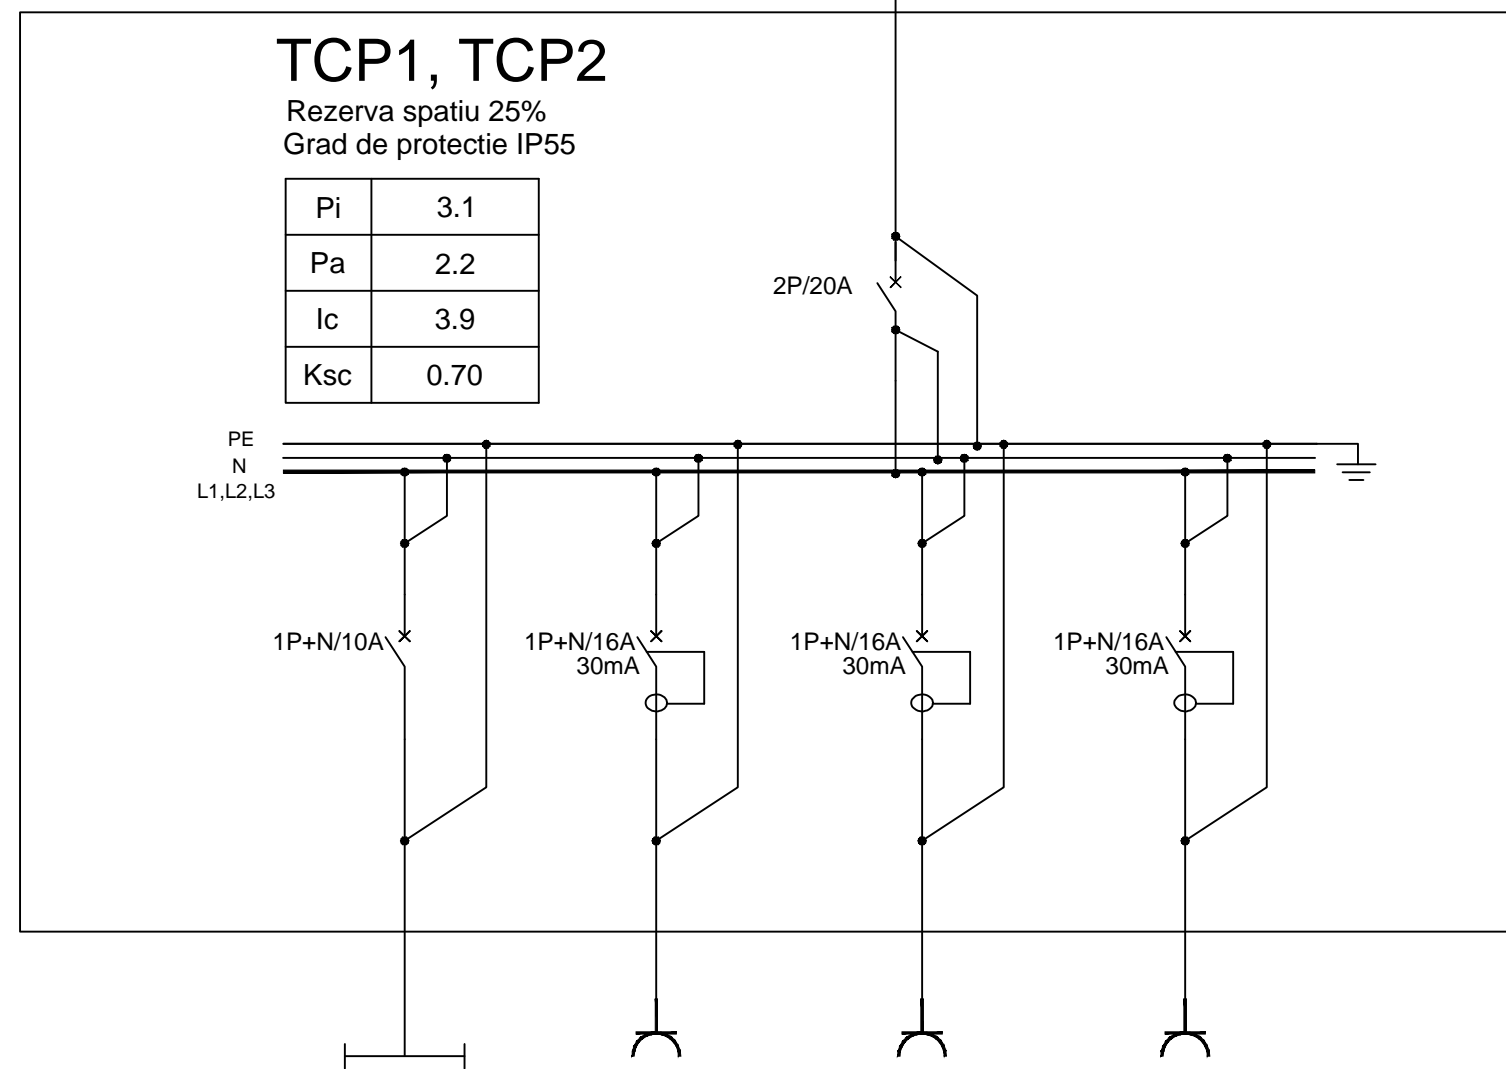 TCP1, TCP2
Rezerva spatiu 25%
Grad de protectie IP55
Pi 3.1
Pa 2.2
Ic 3.9
Ksc 0.70
2P/20A
PE
N
L1,L2,L3
1P+N/10A
1P+N/16A
30mA
1P+N/16A
30mA
1P+N/16A
30mA